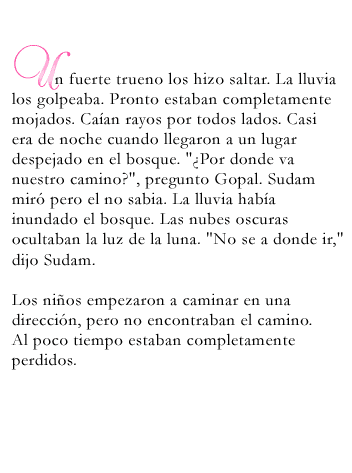 Un fuerte trueno los hizo saltar. La lluvia
los golpeaba. Pronto estaban completamente
mojados. Caían rayos por todos lados. Casi
era de noche cuando llegaron a un lugar
despejado en el bosque. "¿Por donde va
nuestro camino?", pregunto Gopal. Sudam
miró pero el no sabia. La lluvia había
inundado el bosque. Las nubes oscuras
ocultaban la luz de la luna. "No se a donde ir,"
dijo Sudam.
Los niños empezaron a caminar en una
dirección, pero no encontraban el camino.
Al poco tiempo estaban completamente
perdidos.